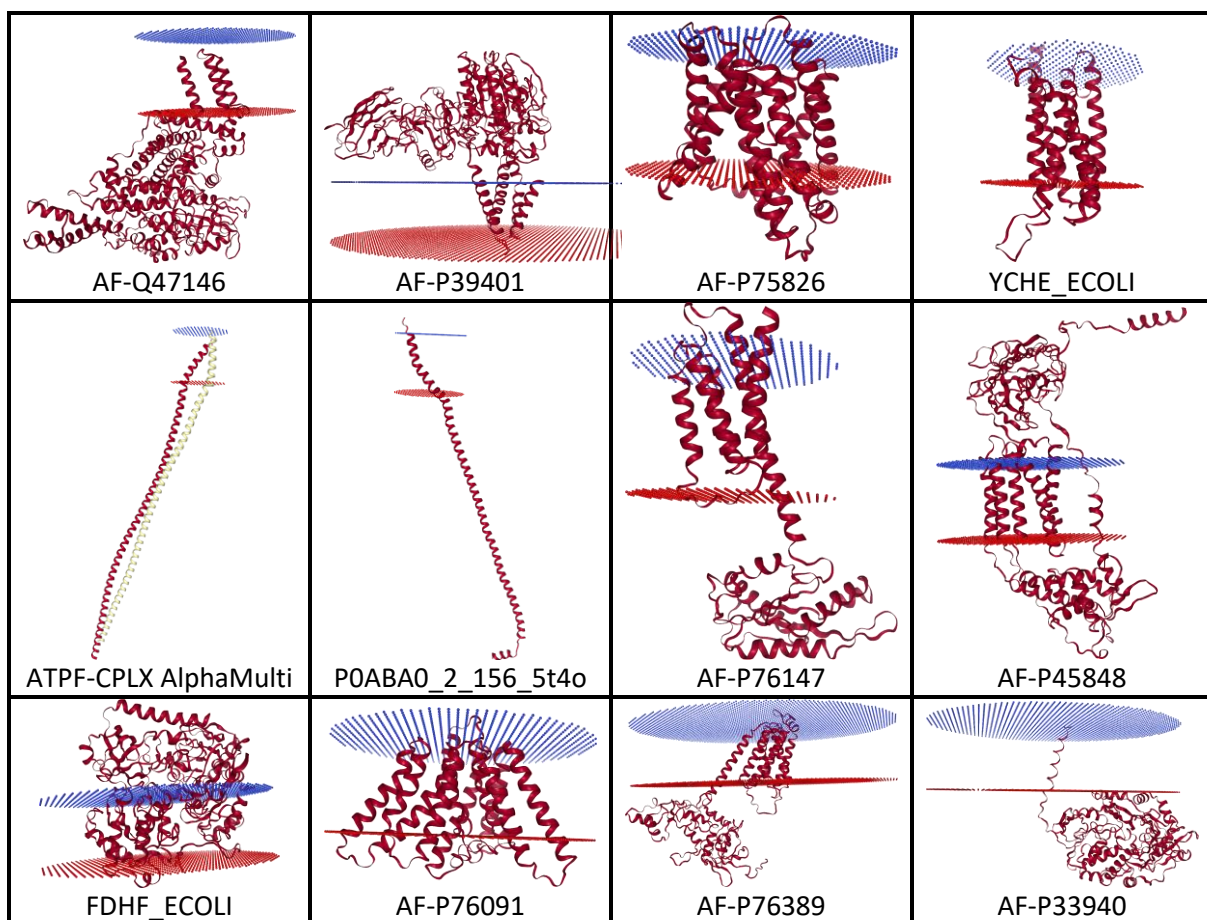 AF-Q47146
AF-P39401
AF-P75826
YCHE_ECOLI
ATPF-CPLX AlphaMulti
P0ABA0_2_156_5t4o
AF-P76147
AF-P45848
FDHF_ECOLI
AF-P76091
AF-P76389
AF-P33940